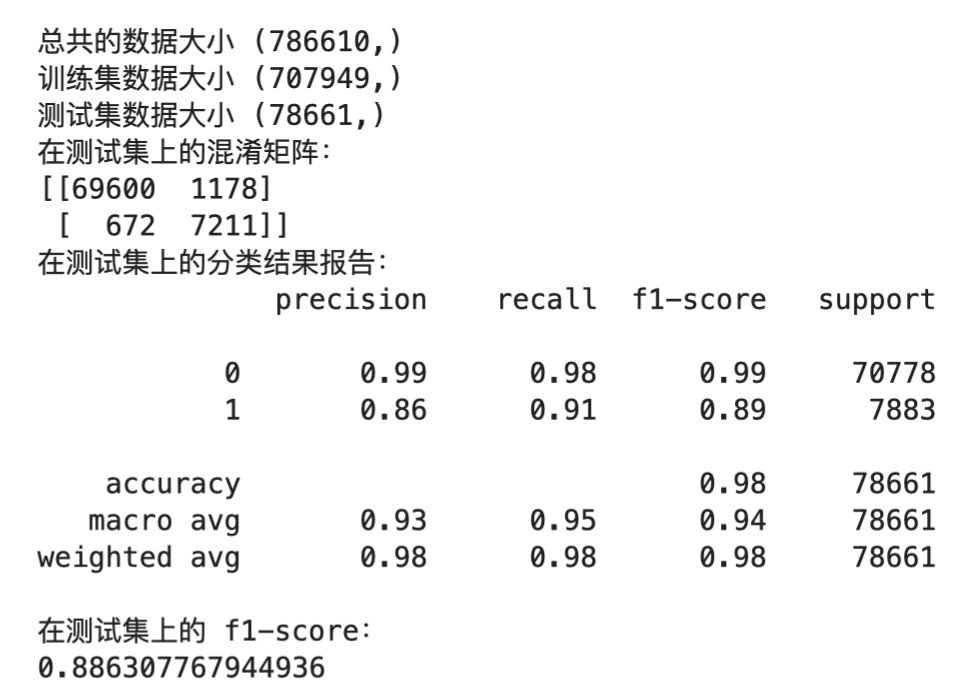 总共的数据大小 (786610,)
训练集数据大小 (707949,)
测试集数据大小 (78661,)
在测试集上的混淆矩阵:
[[69600  1178]
 [  672  7211]]
在测试集上的分类结果报告:
              precision    recall  f1-score   support

           0       0.99      0.98      0.99     70778
           1       0.86      0.91      0.89      7883

    accuracy                           0.98     78661
   macro avg       0.93      0.95      0.94     78661
weighted avg       0.98      0.98      0.98     78661

在测试集上的 f1-score:
0.886307767944936